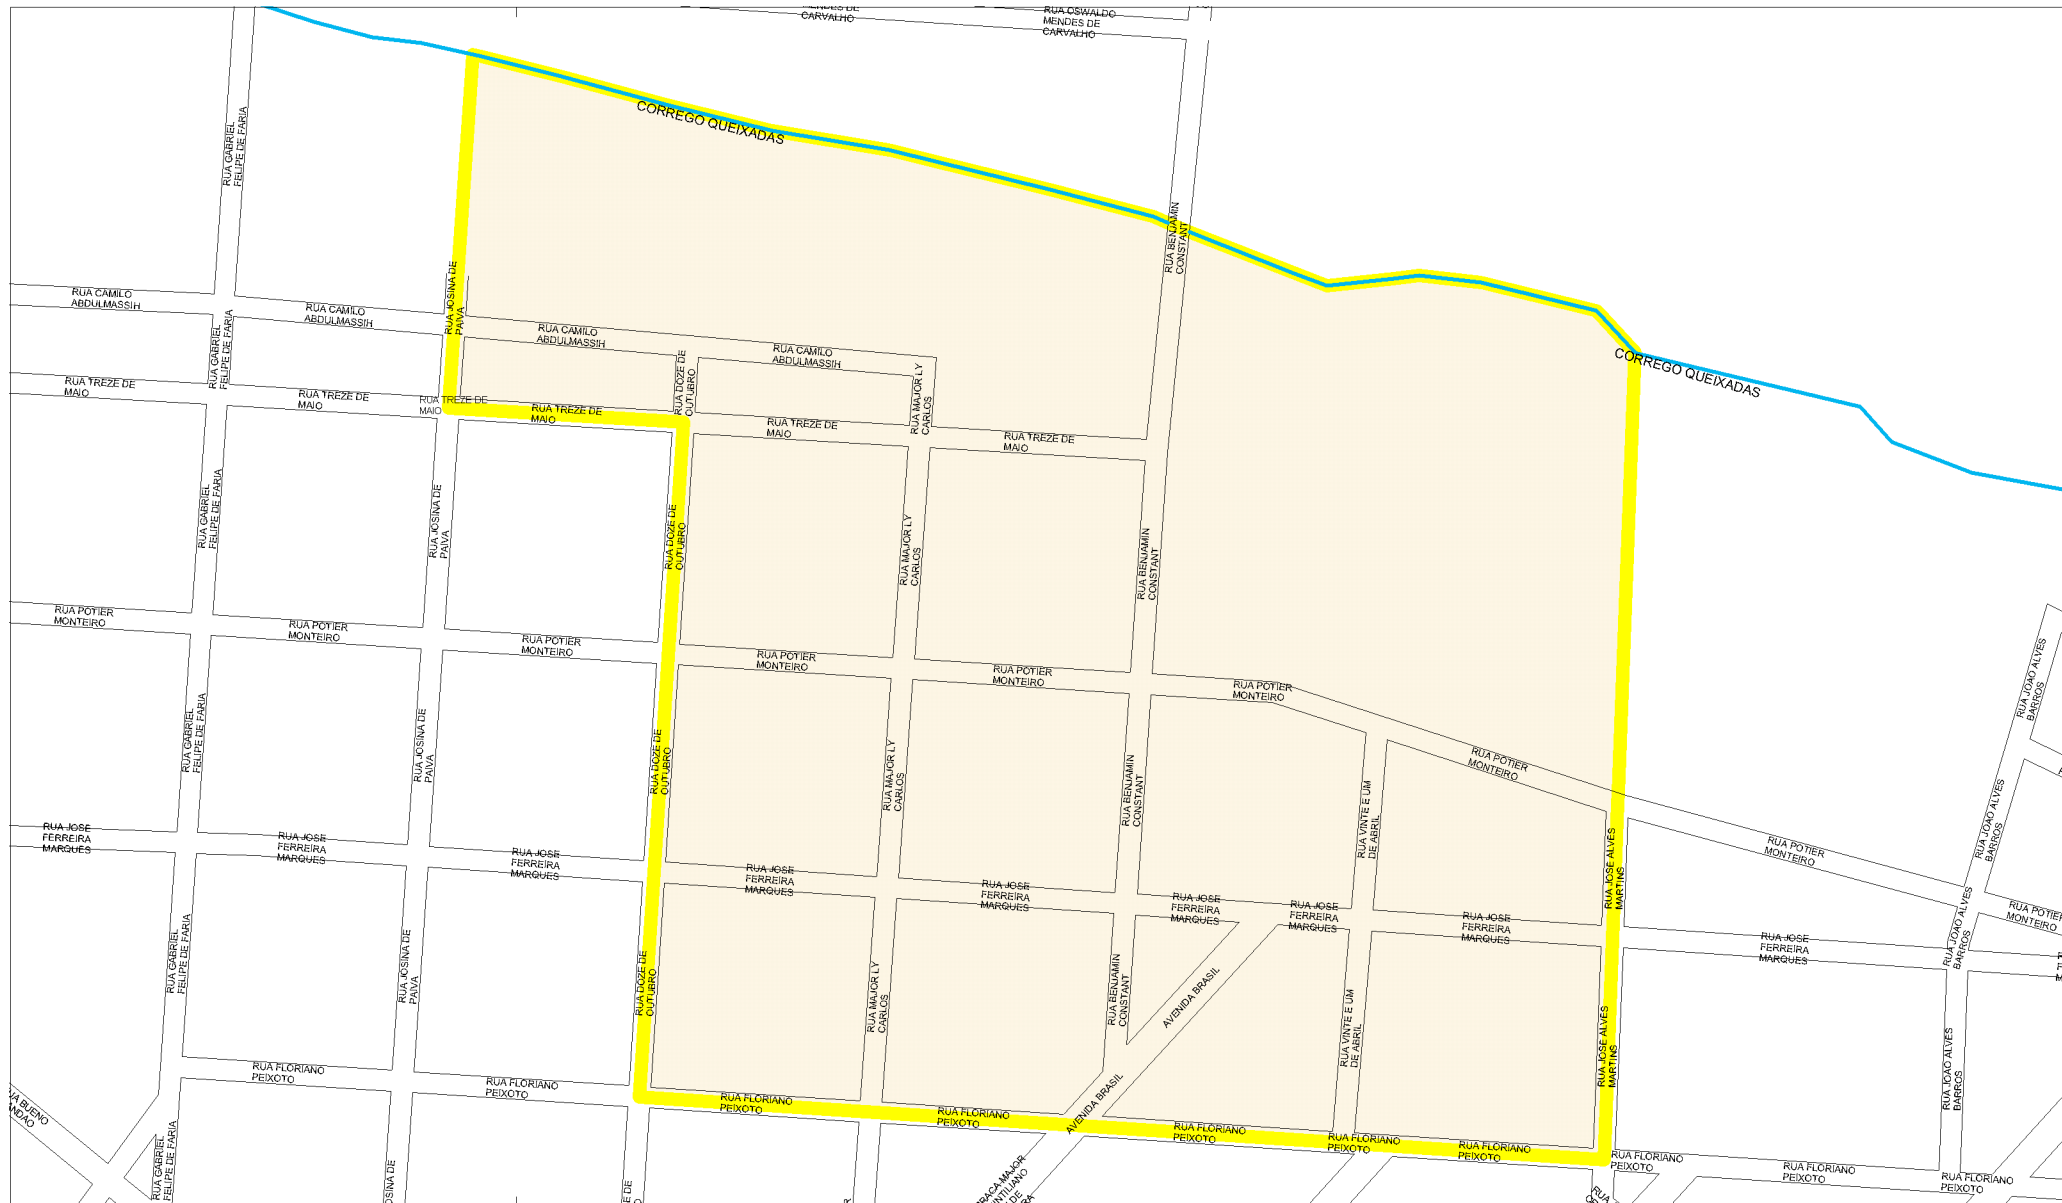 MENDES DE
CARVALHO
RUA OSWALDO
MENDES DE
CARVALHO
RUA GABRIEL
FELIPE DE FARIA
CORREGO QUEIXADAS
RUA BENJAMIN
CONSTANT
RUA CAMILO
ABDULMASSIH
RUA CAMILO
ABDULMASSIH
RUA JOSINA DE
PAIVA
RUA CAMILO
ABDULMASSIH
RUA CAMILO
ABDULMASSIH
CORREGO QUEIXADAS
RUA GABRIEL
FELIPE DE FARIA
RUA DOZE DE
OUTUBRO
RUA MAJOR LY
CARLOS
RUA TREZE DE
MAIO
RUA TREZE DE
MAIO
RUA TREZE DE
MAIO
RUA TREZE DE
MAIO
RUA TREZE DE
MAIO
RUA TREZE DE
MAIO
RUA GABRIEL
FELIPE DE FARIA
RUA JOSINA DE
PAIVA
RUA DOZE DE
OUTUBRO
RUA MAJOR LY
CARLOS
RUA BENJAMIN
CONSTANT
RUA POTIER
MONTEIRO
RUA POTIER
MONTEIRO
RUA POTIER
MONTEIRO
RUA POTIER
MONTEIRO
RUA POTIER
MONTEIRO
RUA POTIER
MONTEIRO
RUA POTIER
MONTEIRO
RUA JOAO ALVES
BARROS
RUA GABRIEL
FELIPE DE FARIA
RUA JOSINA DE
PAIVA
RUA DOZE DE
OUTUBRO
RUA MAJOR LY
CARLOS
RUA BENJAMIN
CONSTANT
RUA VINTE E UM
DE ABRIL
RUA JOSE ALVES
MARTINS
RUA JOAO ALVES
BARROS
RUA POTIER
MONTEIRO
RUA POTIER
MONTEIRO
RUA JOSE
FERREIRA
MARQUES
RUA JOSE
FERREIRA
MARQUES
RUA JOSE
FERREIRA
MARQUES
RUA JOSE
FERREIRA
MARQUES
RUA JOSE
FERREIRA
MARQUES
RUA JOSE
FERREIRA
MARQUES
RUA JOSE
FERREIRA
MARQUES
RUA JOSE
FERREIRA
MARQUES
RUA JOSE
FERREIRA
MARQUES
RUA JOAO ALVES
BARROS
RUA GABRIEL
FELIPE DE FARIA
RUA JOSINA DE
PAIVA
RUA DOZE DE
OUTUBRO
RUA MAJOR LY
CARLOS
RUA BENJAMIN
CONSTANT
AVENIDA BRASIL
RUA VINTE E UM
DE ABRIL
RUA JOSE ALVES
MARTINS
RUA JOAO ALVES
BARROS
RUA FLORIANO
PEIXOTO
RUA FLORIANO
PEIXOTO
RUA FLORIANO
PEIXOTO
RUA FLORIANO
PEIXOTO
AVENIDA BRASIL
RUA FLORIANO
PEIXOTO
RUA FLORIANO
PEIXOTO
RUA FLORIANO
PEIXOTO
RUA FLORIANO
PEIXOTO
RUA FLORIANO
PEIXOTO
RUA FLORIANO
PEIXOTO
BUENO
RUA GABRIEL
FELIPE DE FARIA
DE
DE
MAJOR
DE
RUA